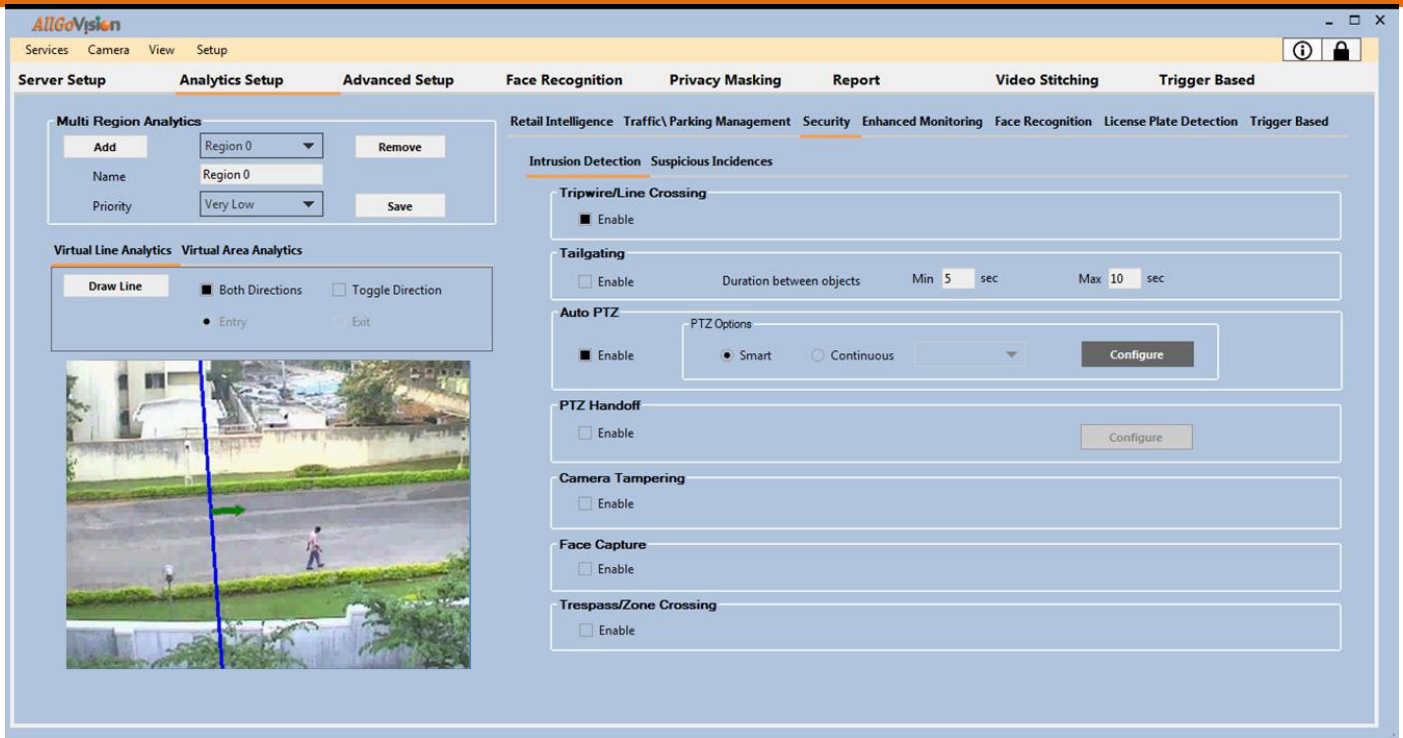 AllGoVision
Services Camera View Setup
Server Setup Analytics Setup Advanced Setup Face Recognition Privacy Masking Report Video Stitching Trigger Based
Multi Region Analytics
Add Region 0 Remove
Name Region 0
Priority Very Low Save
Virtual Line Analytics Virtual Area Analytics
Draw Line Both Directions Toggle Direction
Entry Exit
Retail Intelligence Traffic\ Parking Management Security Enhanced Monitoring Face Recognition License Plate Detection Trigger Based
Intrusion Detection Suspicious Incidences
Tripwire/Line Crossing
Enable
Tailgating
Enable Duration between objects Min 5 sec Max 10 sec
Auto PTZ
PTZ Options
Enable Smart Continuous Configure
PTZ Handoff
Enable Configure
Camera Tampering
Enable
Face Capture
Enable
Trespass/Zone Crossing
Enable